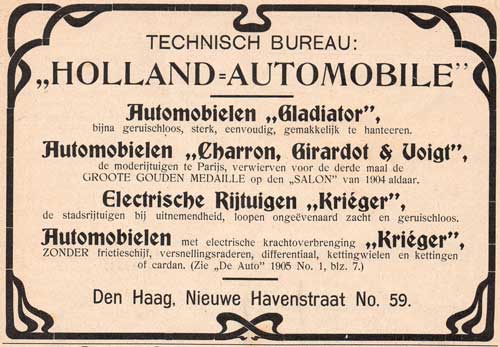 TECHNISCH BUREAU:
„HOLLAND=AUTOMOBILE”
Automobielen „Gladiator”,
bijna geruischloos, sterk, eenvoudig, gemakkelijk te hanteeren.
Automobielen „Charron, Girardot & Voigt”,
de moderijtuigen te Parijs, verwierven voor de derde maal de
GROOTE GOUDEN MEDAILLE op den „SALON” van 1904 aldaar.
Electrische Rijtuigen „Kriéger”,
de stadsrijtuigen bij uitnemendheid, loopen ongeëvenaard zacht en geruischloos.
Automobielen met electrische krachtoverbrenging „Kriéger”,
ZONDER frictieschijf, versnellingsraderen, differentiaal, kettingwielen en kettingen
of cardan. (Zie „De Auto” 1905 No. 1, blz. 7.)
Den Haag, Nieuwe Havenstraat No. 59.